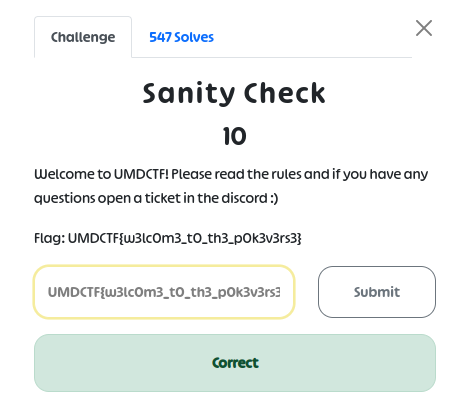 Challenge
547 Solves
Sanity Check
10
Welcome to UMDCTF! Please read the rules and if you have any
questions open a ticket in the discord :)
Flag: UMDCTF{w3lc0m3_t0_th3_p0k3v3rs3}
UMDCTF{w3lc0m3_t0_th3_p0k3v3rs3
Submit
Correct